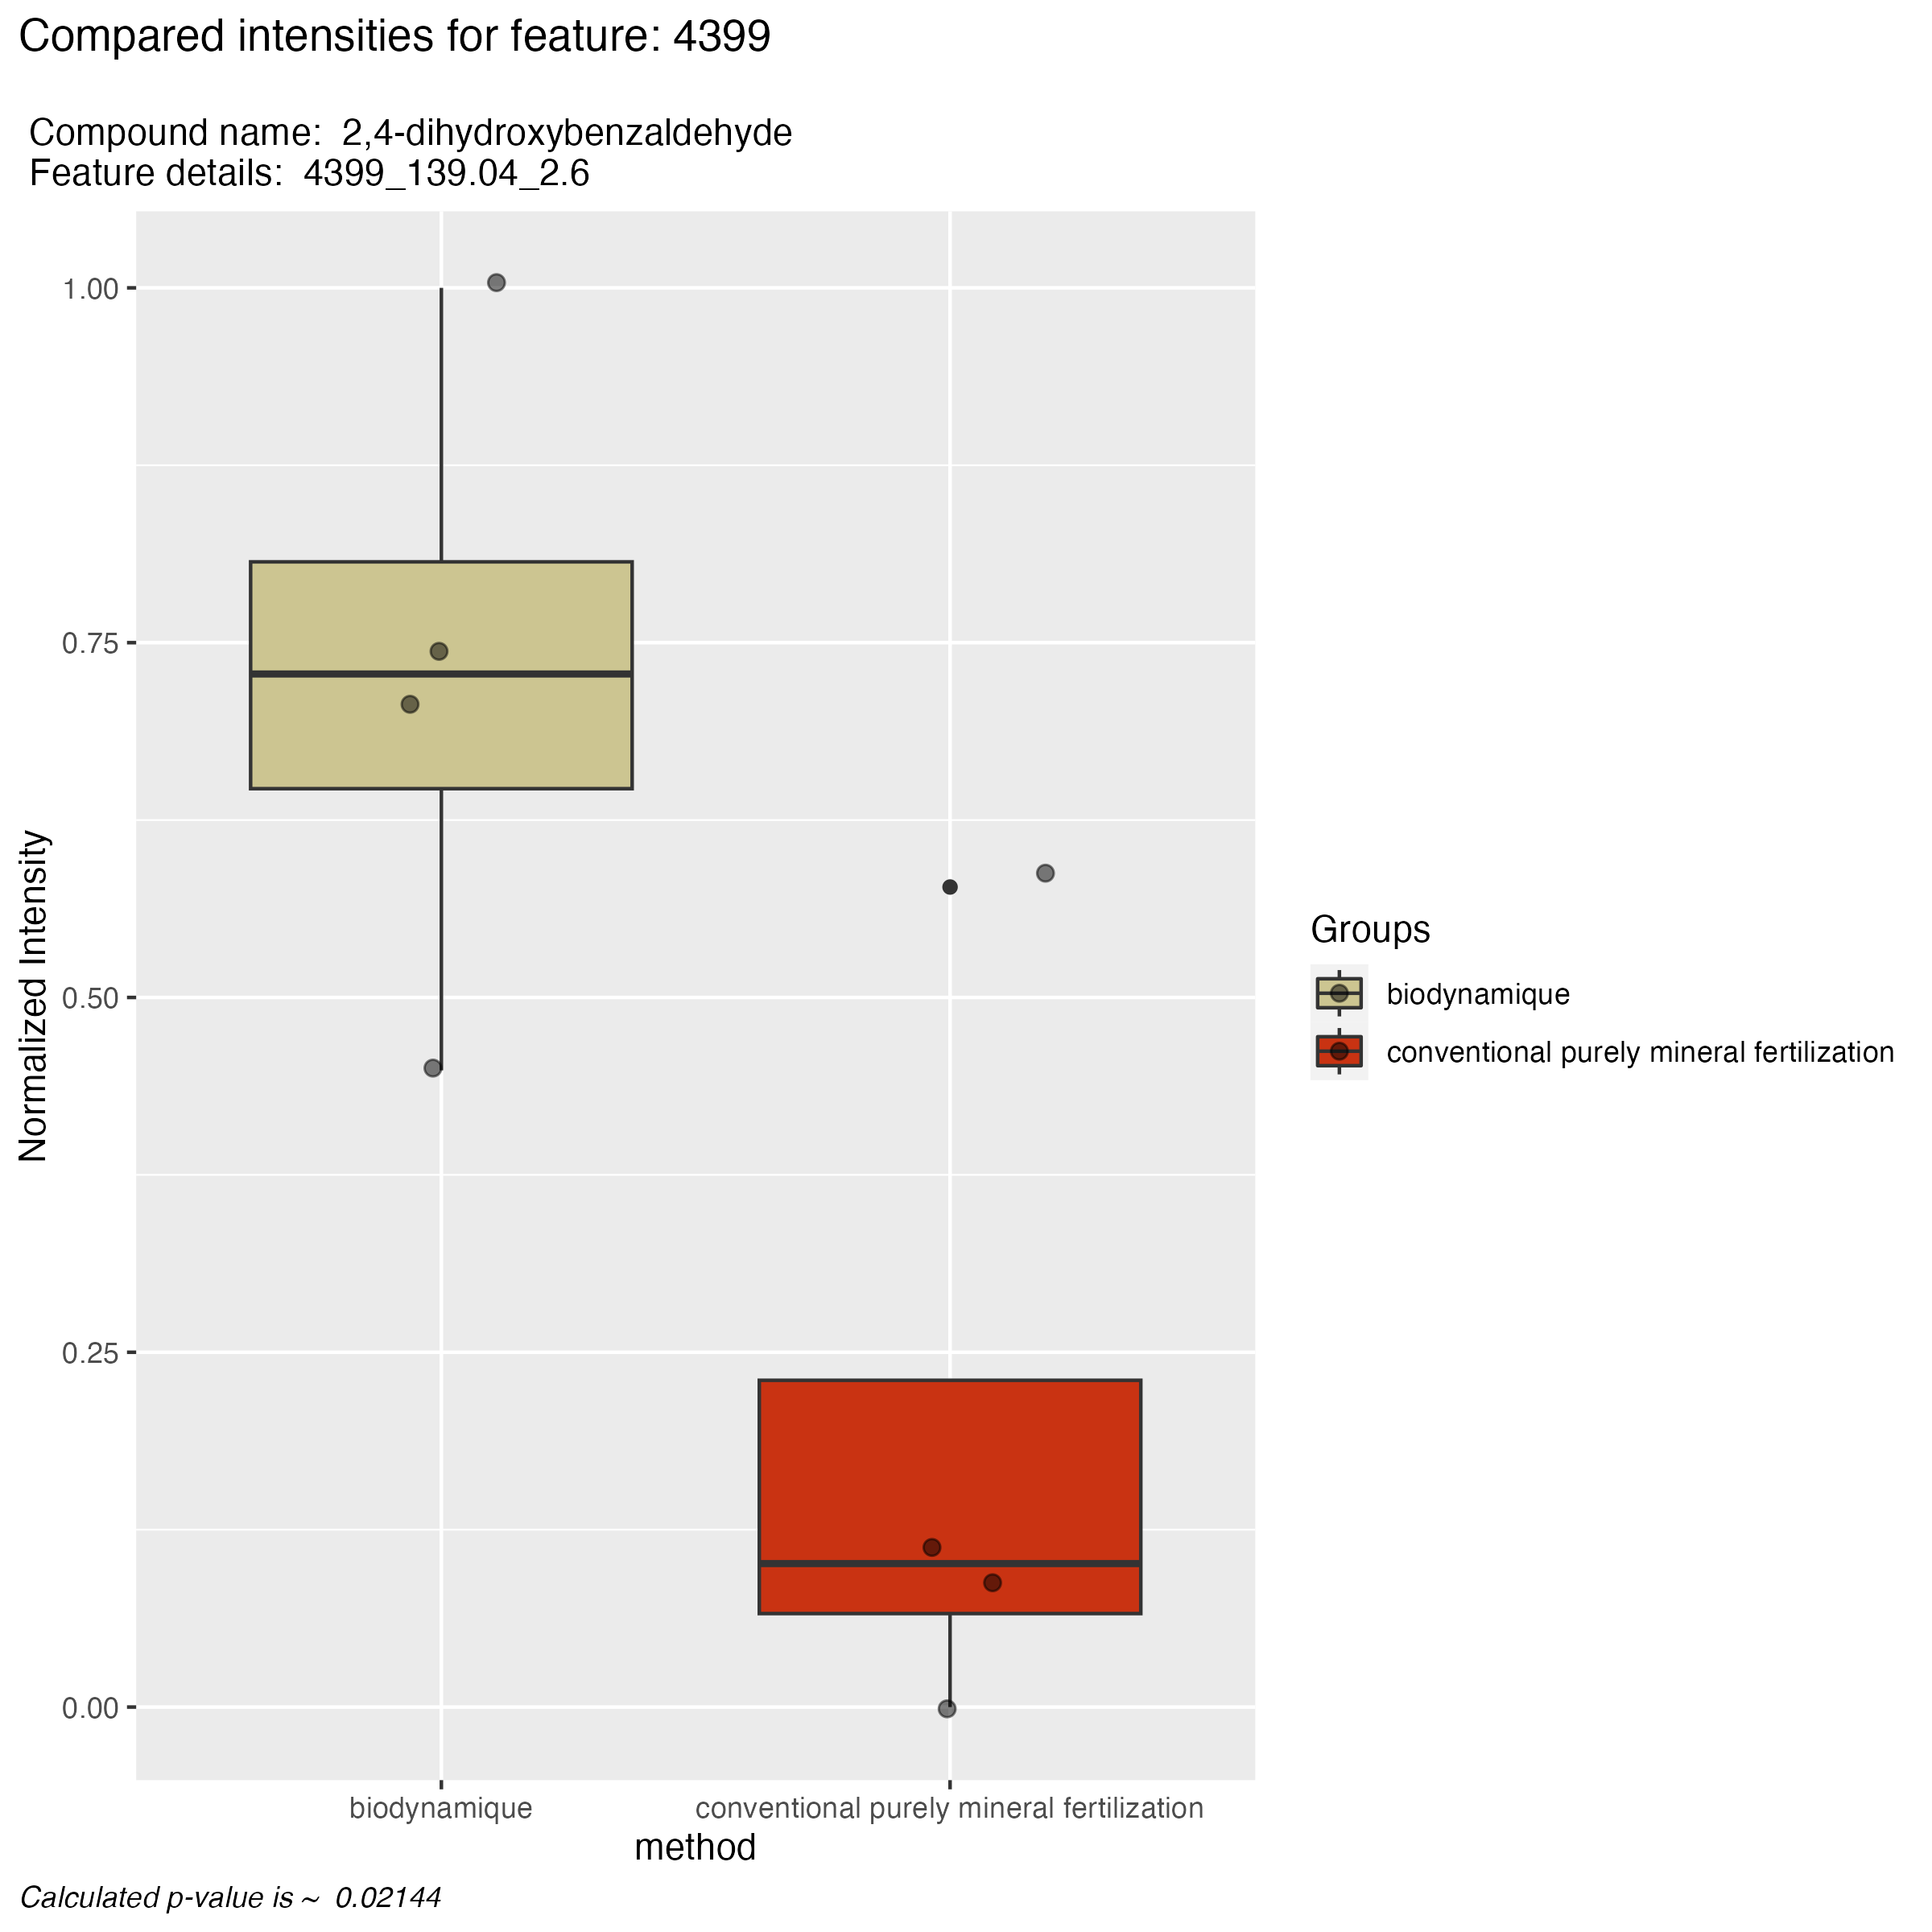 Compared intensities for feature: 4399
Compound name:  2,4-dihydroxybenzaldehyde
Feature details:  4399_139.04_2.6
1.00
0.75
0.50
0.25
0.00
Normalized Intensity
biodynamique
conventional purely mineral fertilization
method
Groups
biodynamique
conventional purely mineral fertilization
Calculated p-value is ~  0.02144